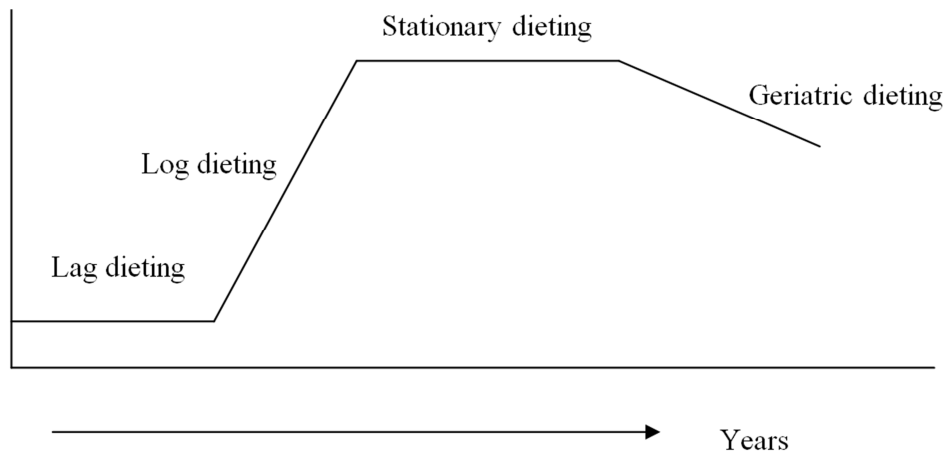 Stationary dieting
Geriatric dieting
Log dieting
Lag dieting
Years